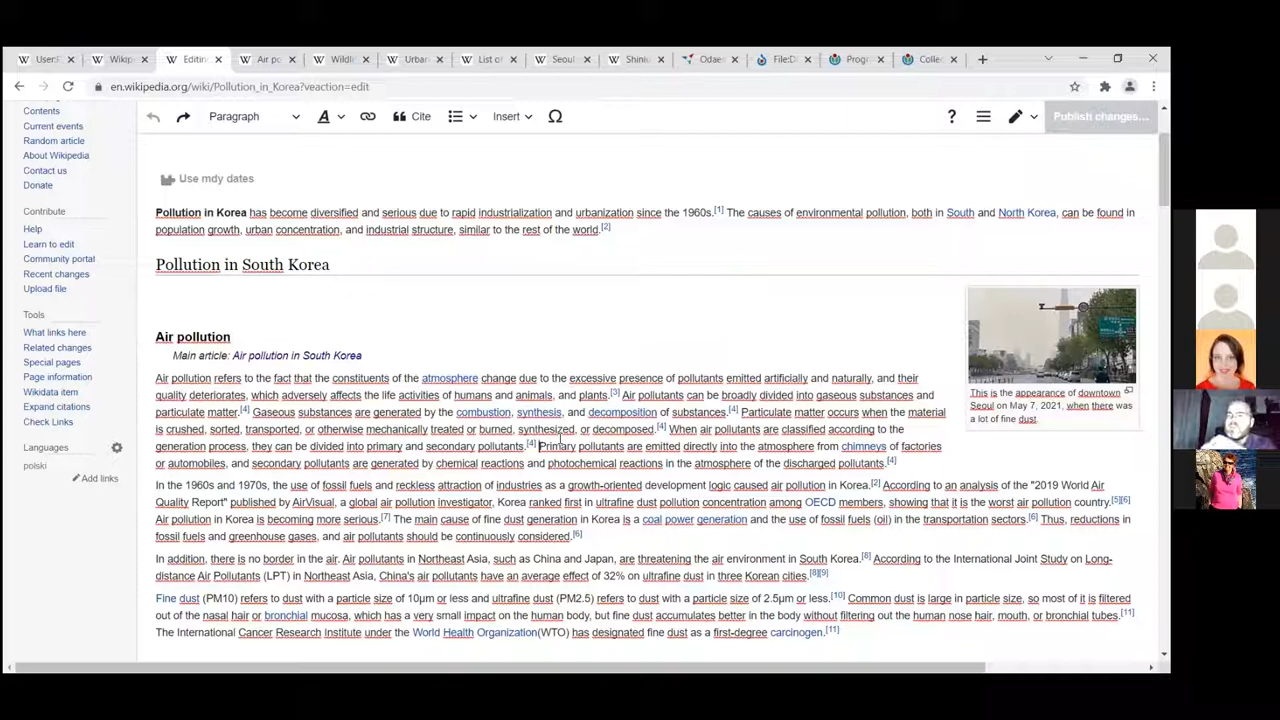 User:
Wikip
Editin
Air po
Wildli
Urban
List o
Seoul
Shinic
Odaes
File:D
Progr
Collec
en.wikipedia.org/wiki/Pollution_in_Korea?veaction=edit
Paragraph
A
Cite
Insert
Ω
?
Publish changes...
Contents
Current events
Random article
About Wikipedia
Contact us
Donate
Contribute
Help
Learn to edit
Community portal
Recent changes
Upload file
Tools
What links here
Related changes
Special pages
Page information
Wikidata item
Expand citations
Check Links
Languages
polski
Add links
Use mdy dates
Pollution in Korea has become diversified and serious due to rapid industrialization and urbanization since the 1960s.[1] The causes of environmental pollution, both in South and North Korea, can be found in
population growth, urban concentration, and industrial structure, similar to the rest of the world.[2]
Pollution in South Korea
Air pollution
Main article: Air pollution in South Korea
Air pollution refers to the fact that the constituents of the atmosphere change due to the excessive presence of pollutants emitted artificially and naturally, and their
quality deteriorates, which adversely affects the life activities of humans and animals, and plants.[3] Air pollutants can be broadly divided into gaseous substances and
particulate matter.[4] Gaseous substances are generated by the combustion, synthesis, and decomposition of substances.[4] Particulate matter occurs when the material
is crushed, sorted, transported, or otherwise mechanically treated or burned, synthesized, or decomposed.[4] When air pollutants are classified according to the
generation process, they can be divided into primary and secondary pollutants.[4] Primary pollutants are emitted directly into the atmosphere from chimneys of factories
or automobiles, and secondary pollutants are generated by chemical reactions and photochemical reactions in the atmosphere of the discharged pollutants.[4]
This is the appearance of downtown
Seoul on May 7, 2021, when there was
a lot of fine dust.
In the 1960s and 1970s, the use of fossil fuels and reckless attraction of industries as a growth-oriented development logic caused air pollution in Korea.[2] According to an analysis of the "2019 World Air
Quality Report" published by AirVisual, a global air pollution investigator, Korea ranked first in ultrafine dust pollution concentration among OECD members, showing that it is the worst air pollution country.[5][6]
Air pollution in Korea is becoming more serious.[7] The main cause of fine dust generation in Korea is a coal power generation and the use of fossil fuels (oil) in the transportation sectors.[6] Thus, reductions in
fossil fuels and greenhouse gases, and air pollutants should be continuously considered.[6]
In addition, there is no border in the air. Air pollutants in Northeast Asia, such as China and Japan, are threatening the air environment in South Korea.[8] According to the International Joint Study on Long-
distance Air Pollutants (LPT) in Northeast Asia, China's air pollutants have an average effect of 32% on ultrafine dust in three Korean cities.[8][9]
Fine dust (PM10) refers to dust with a particle size of 10μm or less and ultrafine dust (PM2.5) refers to dust with a particle size of 2.5μm or less.[10] Common dust is large in particle size, so most of it is filtered
out of the nasal hair or bronchial mucosa, which has a very small impact on the human body, but fine dust accumulates better in the body without filtering out the human nose hair, mouth, or bronchial tubes.[11]
The International Cancer Research Institute under the World Health Organization(WTO) has designated fine dust as a first-degree carcinogen.[11]